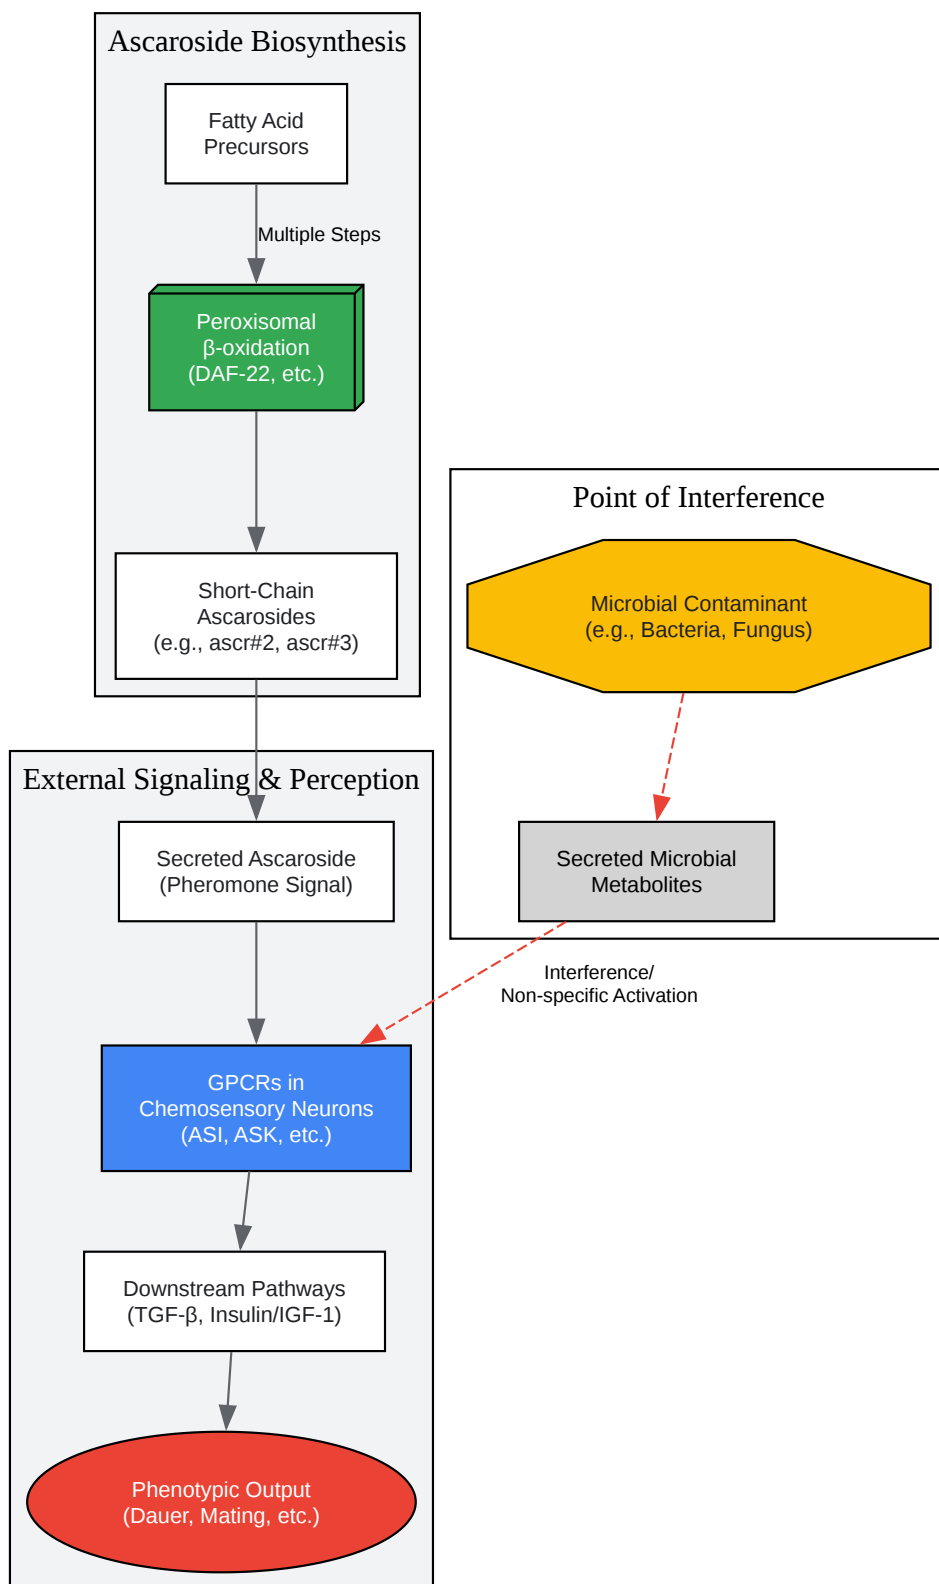 Ascaroside Biosynthesis
Fatty Acid
Precursors
Multiple Steps
Peroxisomal
β-oxidation
(DAF-22, etc.)
Short-Chain
Ascarosides
(e.g., ascr#2, ascr#3)
Point of Interference
Microbial Contaminant
(e.g., Bacteria, Fungus)
Secreted Microbial
Metabolites
Interference/
Non-specific Activation
External Signaling & Perception
Secreted Ascaroside
(Pheromone Signal)
GPCRs in
Chemosensory Neurons
(ASI, ASK, etc.)
Downstream Pathways
(TGF-β, Insulin/IGF-1)
Phenotypic Output
(Dauer, Mating, etc.)